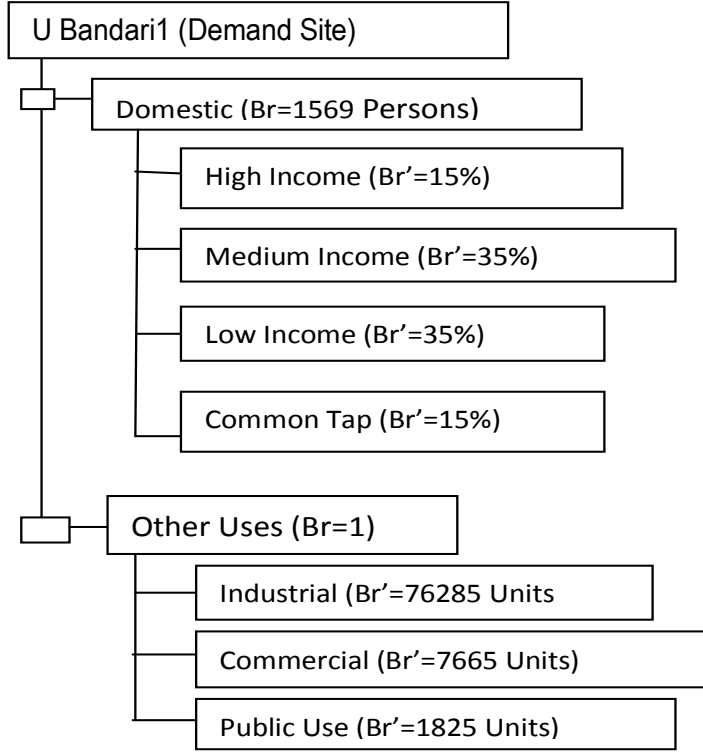 U Bandari1 (Demand Site)
Domestic (Br=1569 Persons)
High Income (Br’=15%)
Medium Income (Br’=35%)
Low Income (Br’=35%)
Common Tap (Br’=15%)
Other Uses (Br=1)
Industrial (Br’=76285 Units
Commercial (Br’=7665 Units)
Public Use (Br’=1825 Units)